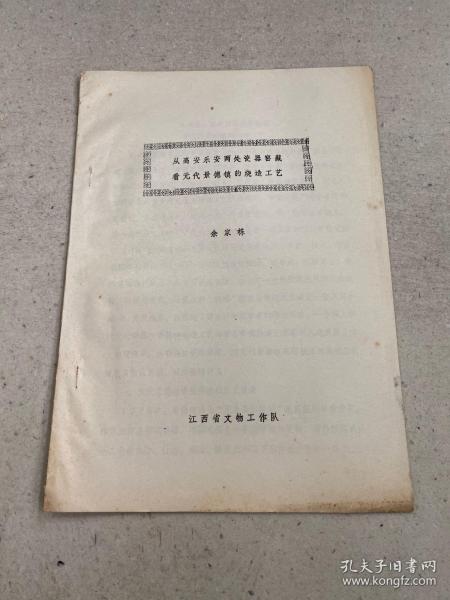 从高安乐安两处瓷器窖藏
看元代景德镇的烧造工艺
余家栋
江西省文物工作队
孔夫子旧书网
www.kongfz.com